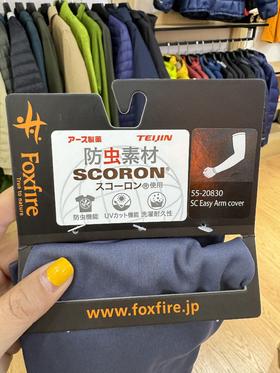 Foxfire
True to nature
アース製薬 TEIJIN
防虫素材
SCORON®
スコーロン®使用
防虫機能 UVカット機能 洗濯耐久性
55-20830
SC Easy Arm cover
www.foxfire.jp